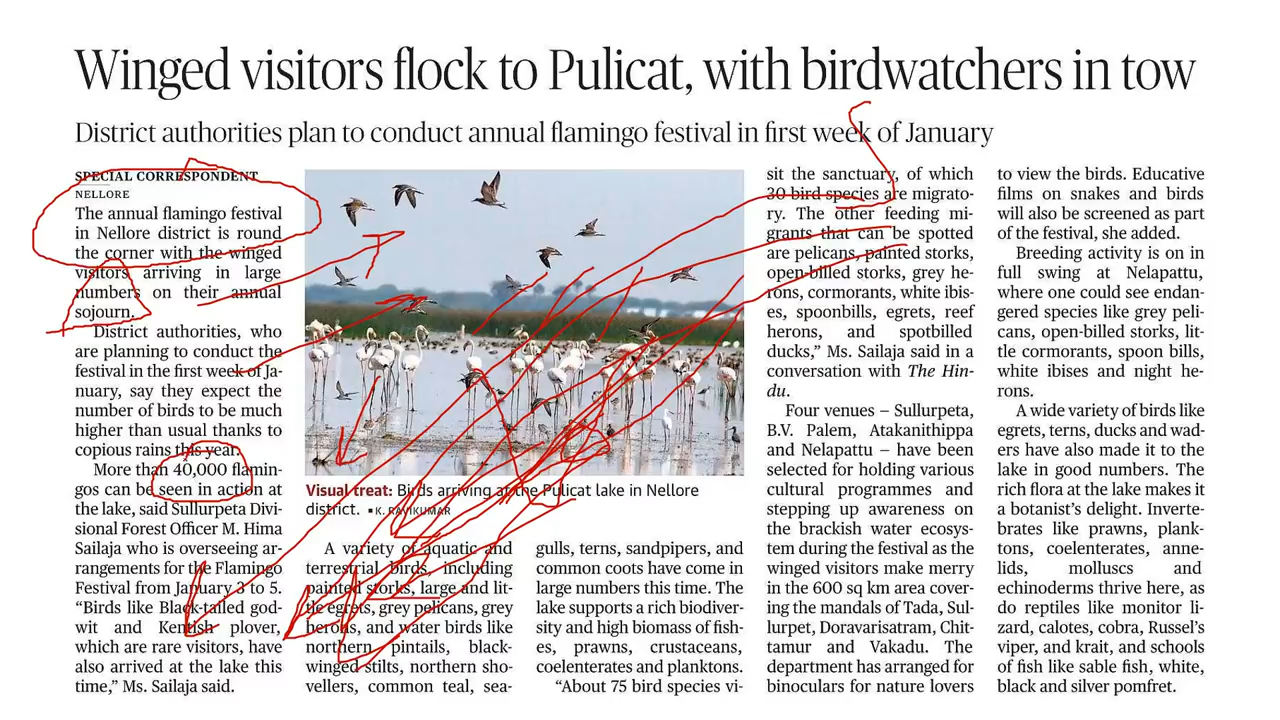 Winged visitors flock to Pulicat, with birdwatchers in tow
District authorities plan to conduct annual flamingo festival in first week of January
SPECIAL CORRESPONDENT
NELLORE
The annual flamingo festival
in Nellore district is round
the corner with the winged
visitors arriving in large
numbers on their annual
sojourn.
District authorities, who
are planning to conduct the
festival in the first week of Ja-
nuary, say they expect the
number of birds to be much
higher than usual thanks to
copious rains this year.
More than 40,000 flamin-
gos can be seen in action at
the lake, said Sullurpeta Divi-
sional Forest Officer M. Hima
Sailaja who is overseeing ar-
rangements for the Flamingo
Festival from January 3 to 5.
“Birds like Black-tailed god-
wit and Kentish plover,
which are rare visitors, have
also arrived at the lake this
time,” Ms. Sailaja said.
Visual treat: Birds arriving at the Pulicat lake in Nellore
district. ▪ K. RAVIKUMAR
A variety of aquatic and
terrestrial birds, including
painted storks, large and lit-
tle egrets, grey pelicans, grey
herons, and water birds like
northern pintails, black-
winged stilts, northern sho-
vellers, common teal, sea-
gulls, terns, sandpipers, and
common coots have come in
large numbers this time. The
lake supports a rich biodiver-
sity and high biomass of fish-
es, prawns, crustaceans,
coelenterates and planktons.
“About 75 bird species vi-
sit the sanctuary, of which
30 bird species are migrato-
ry. The other feeding mi-
grants that can be spotted
are pelicans, painted storks,
open-billed storks, grey he-
rons, cormorants, white ibis-
es, spoonbills, egrets, reef
herons, and spotbilled
ducks,” Ms. Sailaja said in a
conversation with The Hin-
du.
Four venues – Sullurpeta,
B.V. Palem, Atakanithippa
and Nelapattu – have been
selected for holding various
cultural programmes and
stepping up awareness on
the brackish water ecosys-
tem during the festival as the
winged visitors make merry
in the 600 sq km area cover-
ing the mandals of Tada, Sul-
lurpet, Doravarisatram, Chit-
tamur and Vakadu. The
department has arranged for
binoculars for nature lovers
to view the birds. Educative
films on snakes and birds
will also be screened as part
of the festival, she added.
Breeding activity is on in
full swing at Nelapattu,
where one could see endan-
gered species like grey peli-
cans, open-billed storks, lit-
tle cormorants, spoon bills,
white ibises and night he-
rons.
A wide variety of birds like
egrets, terns, ducks and wad-
ers have also made it to the
lake in good numbers. The
rich flora at the lake makes it
a botanist’s delight. Inverte-
brates like prawns, plank-
tons, coelenterates, anne-
lids, molluscs and
echinoderms thrive here, as
do reptiles like monitor li-
zard, calotes, cobra, Russel’s
viper, and krait, and schools
of fish like sable fish, white,
black and silver pomfret.